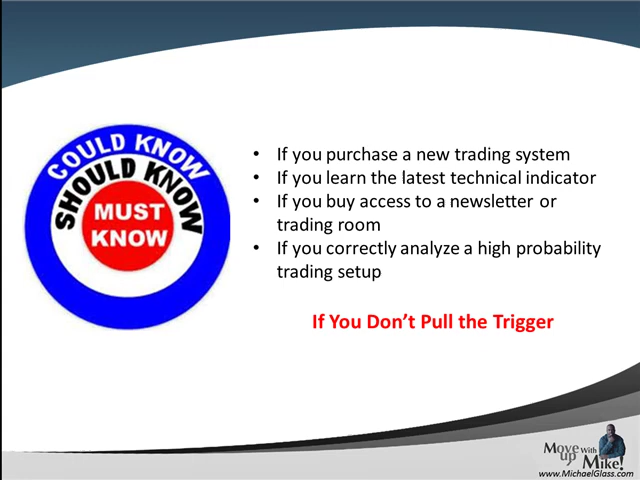 COULD KNOW
SHOULD KNOW
MUST
KNOW
• If you purchase a new trading system
• If you learn the latest technical indicator
• If you buy access to a newsletter or
trading room
• If you correctly analyze a high probability
trading setup
If You Don’t Pull the Trigger
Move up With Mike!
www.MichaelGlass.com